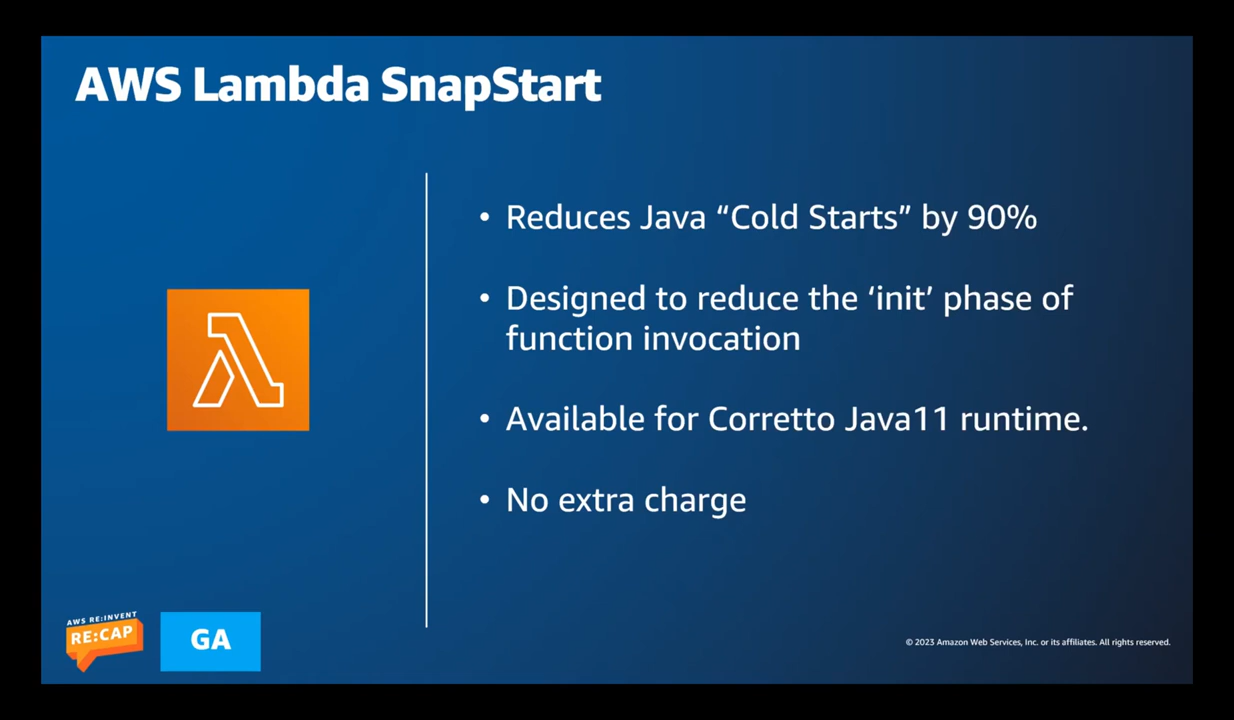 AWS Lambda SnapStart
• Reduces Java “Cold Starts” by 90%
• Designed to reduce the ‘init’ phase of
function invocation
• Available for Corretto Java11 runtime.
• No extra charge
AWS RE:INVENT
RE:CAP
GA
© 2023 Amazon Web Services, Inc. or its affiliates. All rights reserved.